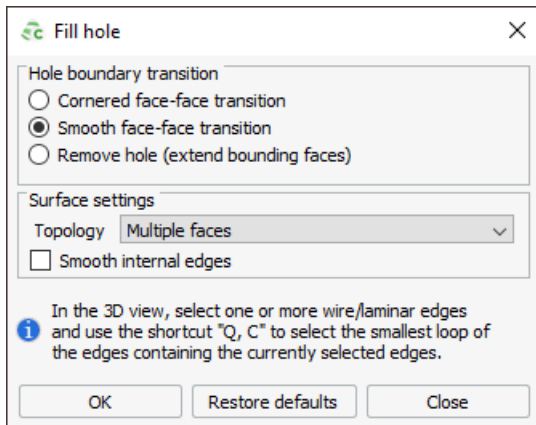 Fill hole
Hole boundary transition
Cornered face-face transition
Smooth face-face transition
Remove hole (extend bounding faces)
Surface settings
Topology Multiple faces
Smooth internal edges
In the 3D view, select one or more wire/laminar edges
and use the shortcut "Q, C" to select the smallest loop of
the edges containing the currently selected edges.
OK Restore defaults Close